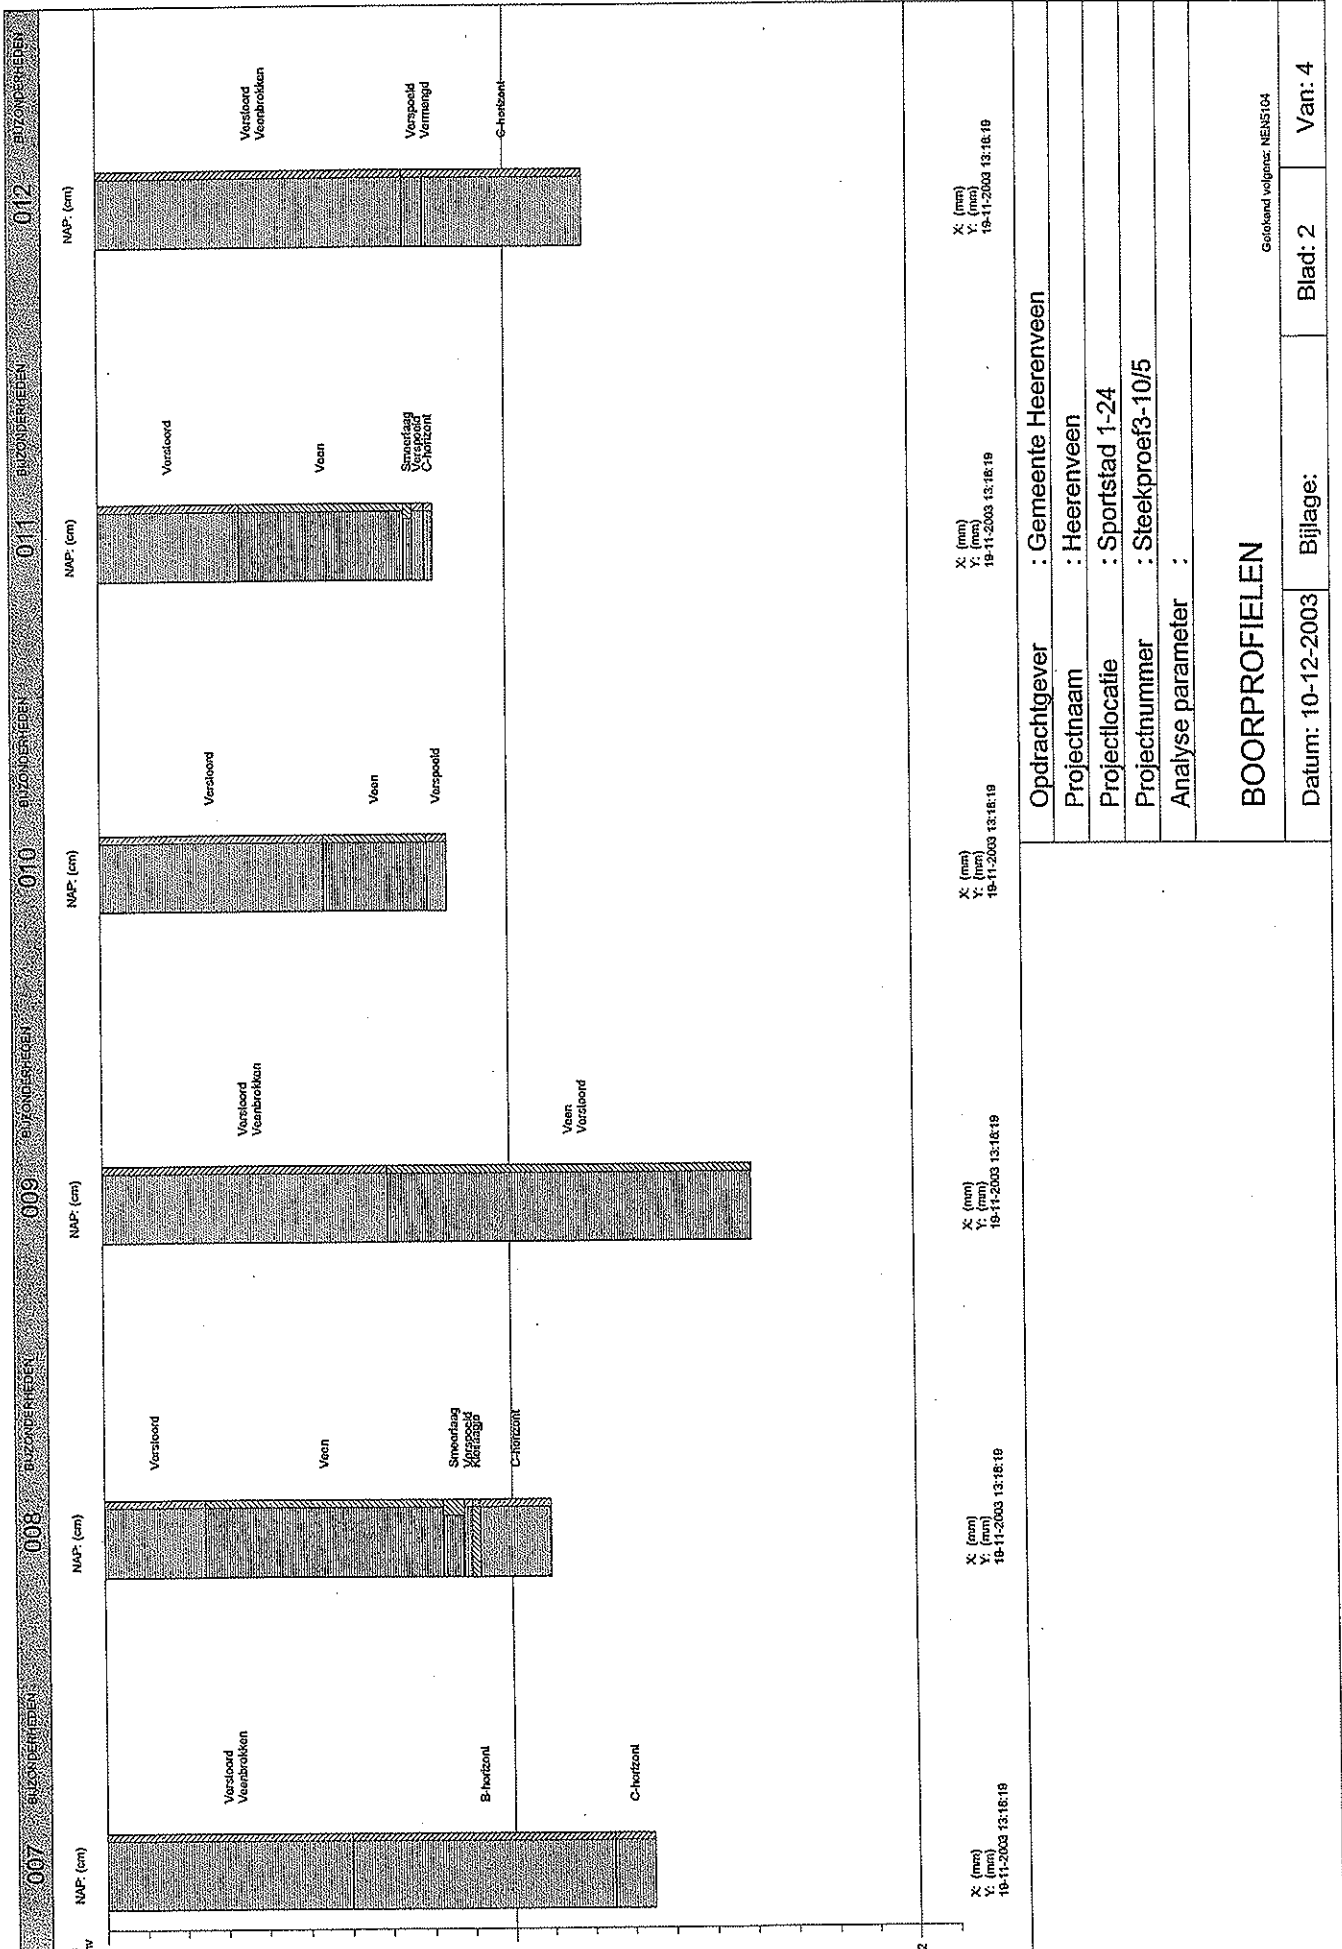 007 BIJZONDERHEDEN
008 BIJZONDERHEDEN
009 BIJZONDERHEDEN
010 BIJZONDERHEDEN
011 BIJZONDERHEDEN
012 BIJZONDERHEDEN
NAP: (cm)
NAP: (cm)
NAP: (cm)
NAP: (cm)
NAP: (cm)
NAP: (cm)
Verstoord
Veenbrokken
B-horizont
C-horizont
Verstoord
Veen
Smeerlaag
Verspoeld
Kleilaagje
C-horizont
Verstoord
Veenbrokken
Veen
Verstoord
Verstoord
Veen
Verspoeld
Verstoord
Veen
Smeerlaag
Verspoeld
C-horizont
Verstoord
Veenbrokken
Verspoeld
Vermengd
C-horizont
2
X: (mm)
Y: (mm)
19-11-2003 13:16:19
X: (mm)
Y: (mm)
19-11-2003 13:16:19
X: (mm)
Y: (mm)
19-11-2003 13:16:19
X: (mm)
Y: (mm)
19-11-2003 13:16:19
X: (mm)
Y: (mm)
19-11-2003 13:16:19
X: (mm)
Y: (mm)
19-11-2003 13:16:19
Opdrachtgever : Gemeente Heerenveen
Projectnaam : Heerenveen
Projectlocatie : Sportstad 1-24
Projectnummer : Steekproef3-10/5
Analyse parameter :
BOORPROFIELEN
Getekend volgens: NEN5104
Datum: 10-12-2003 Bijlage: Blad: 2 Van: 4